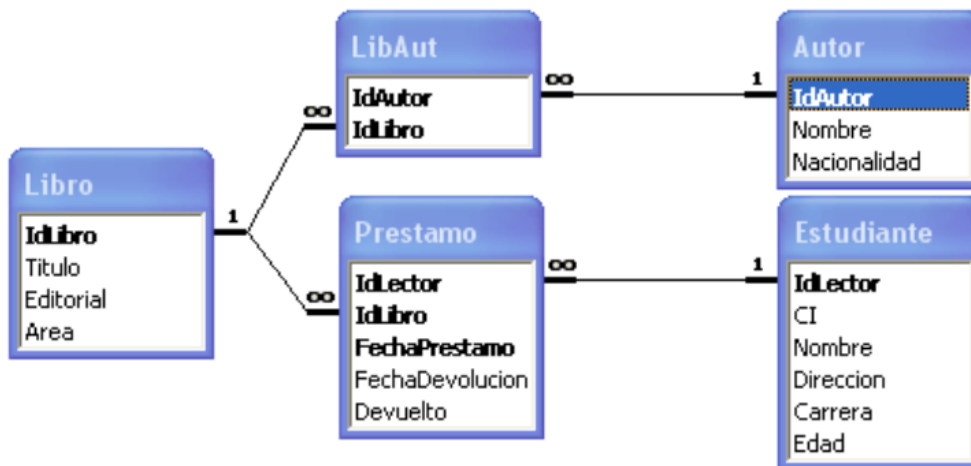 LibAut
IdAutor
IdLibro
Autor
IdAutor
Nombre
Nacionalidad
Libro
IdLibro
Titulo
Editorial
Area
Prestamo
IdLector
IdLibro
FechaPrestamo
FechaDevolucion
Devuelto
Estudiante
IdLector
CI
Nombre
Direccion
Carrera
Edad
∞
1
1
∞
∞
∞
1